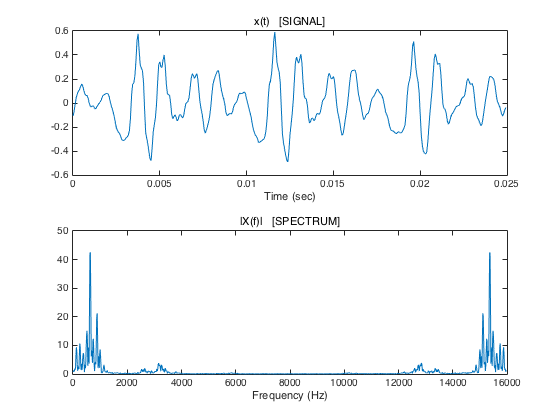 x(t) [SIGNAL]
0.6
0.4
0.2
0
-0.2
-0.4
-0.6
0 0.005 0.01 0.015 0.02 0.025
Time (sec)
|X(f)| [SPECTRUM]
50
40
30
20
10
0
0 2000 4000 6000 8000 10000 12000 14000 16000
Frequency (Hz)